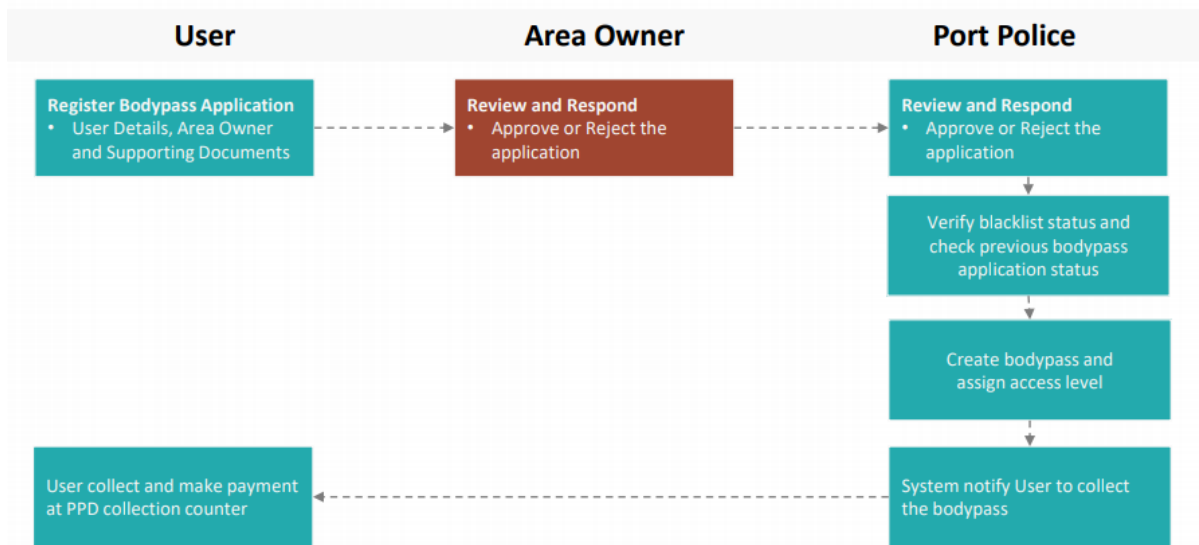 User
Area Owner
Port Police
Register Bodypass Application
• User Details, Area Owner
and Supporting Documents
Review and Respond
• Approve or Reject the
application
Review and Respond
• Approve or Reject the
application
Verify blacklist status and
check previous bodypass
application status
Create bodypass and
assign access level
User collect and make payment
at PPD collection counter
System notify User to collect
the bodypass